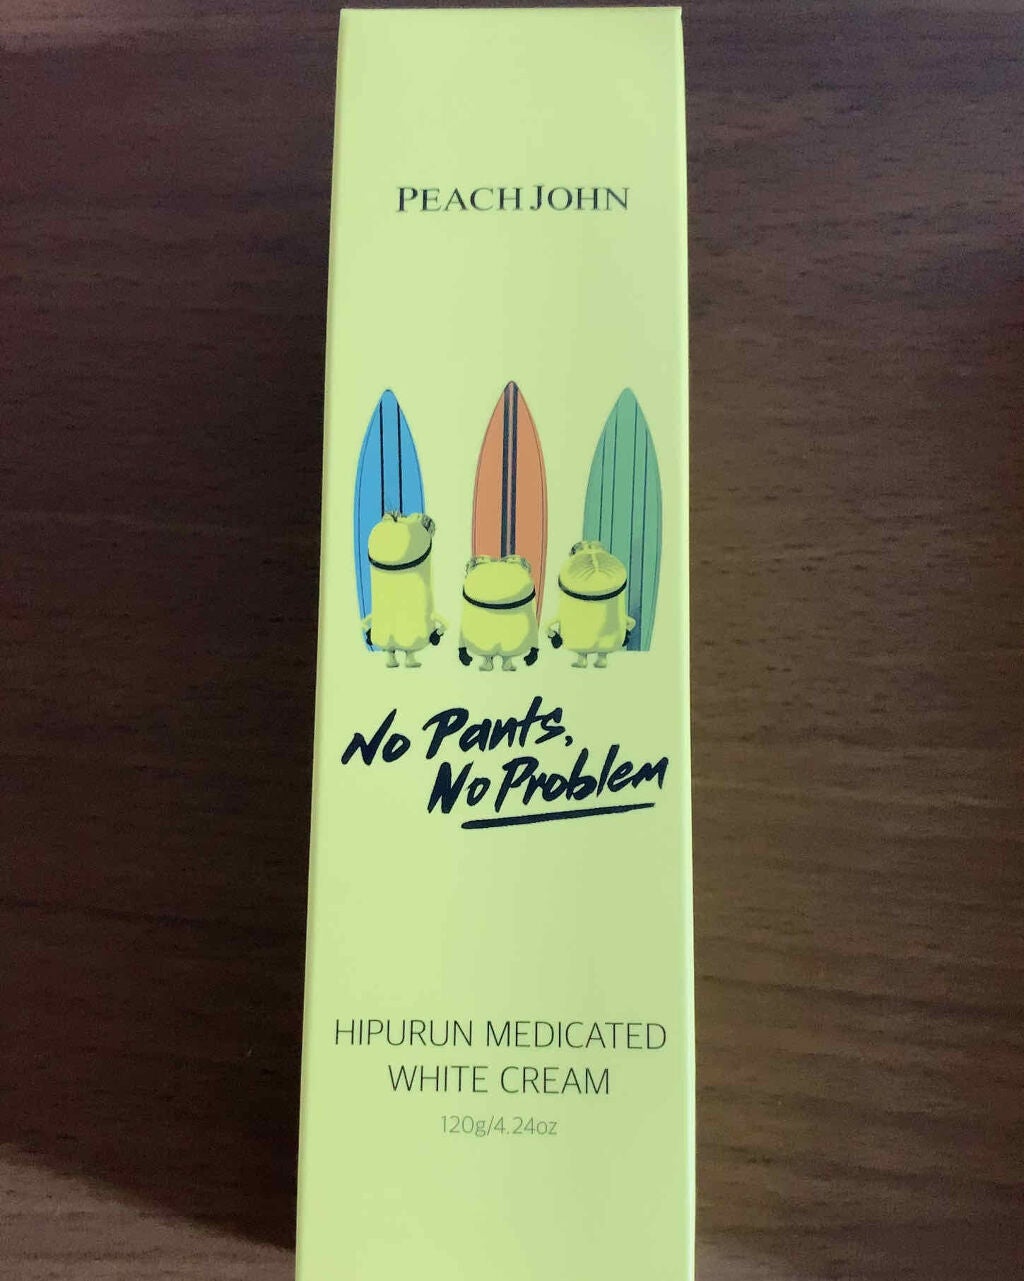 PEACH JOHN
No Pants,
No Problem
HIPURUN MEDICATED
WHITE CREAM
120g/4.24oz